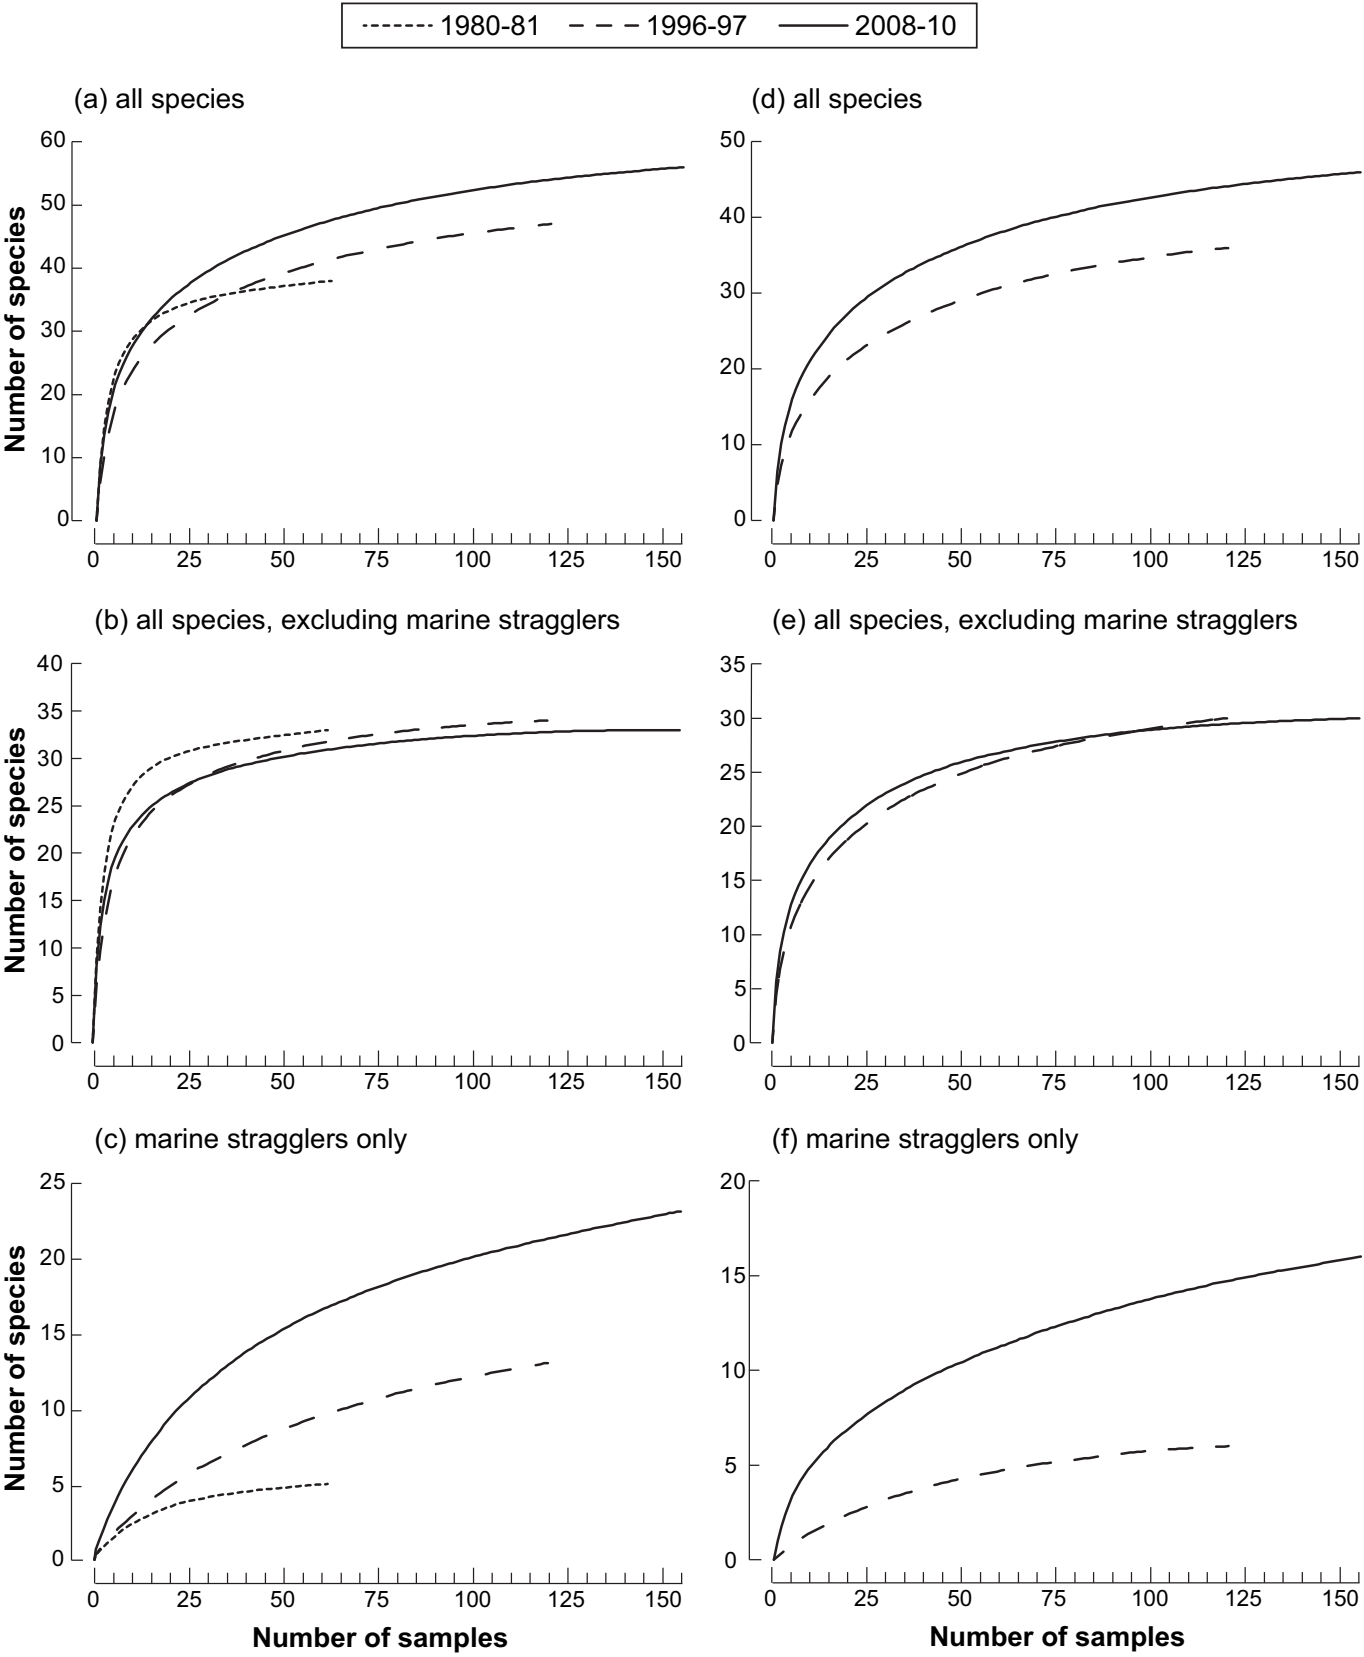 1980-81 1996-97 2008-10
(a) all species
60
50
40
30
20
10
0
Number of species
0 25 50 75 100 125 150
(d) all species
50
40
30
20
10
0
0 25 50 75 100 125 150
(b) all species, excluding marine stragglers
40
35
30
25
20
15
10
5
0
Number of species
0 25 50 75 100 125 150
(e) all species, excluding marine stragglers
35
30
25
20
15
10
5
0
0 25 50 75 100 125 150
(c) marine stragglers only
25
20
15
10
5
0
Number of species
0 25 50 75 100 125 150
Number of samples
(f) marine stragglers only
20
15
10
5
0
0 25 50 75 100 125 150
Number of samples